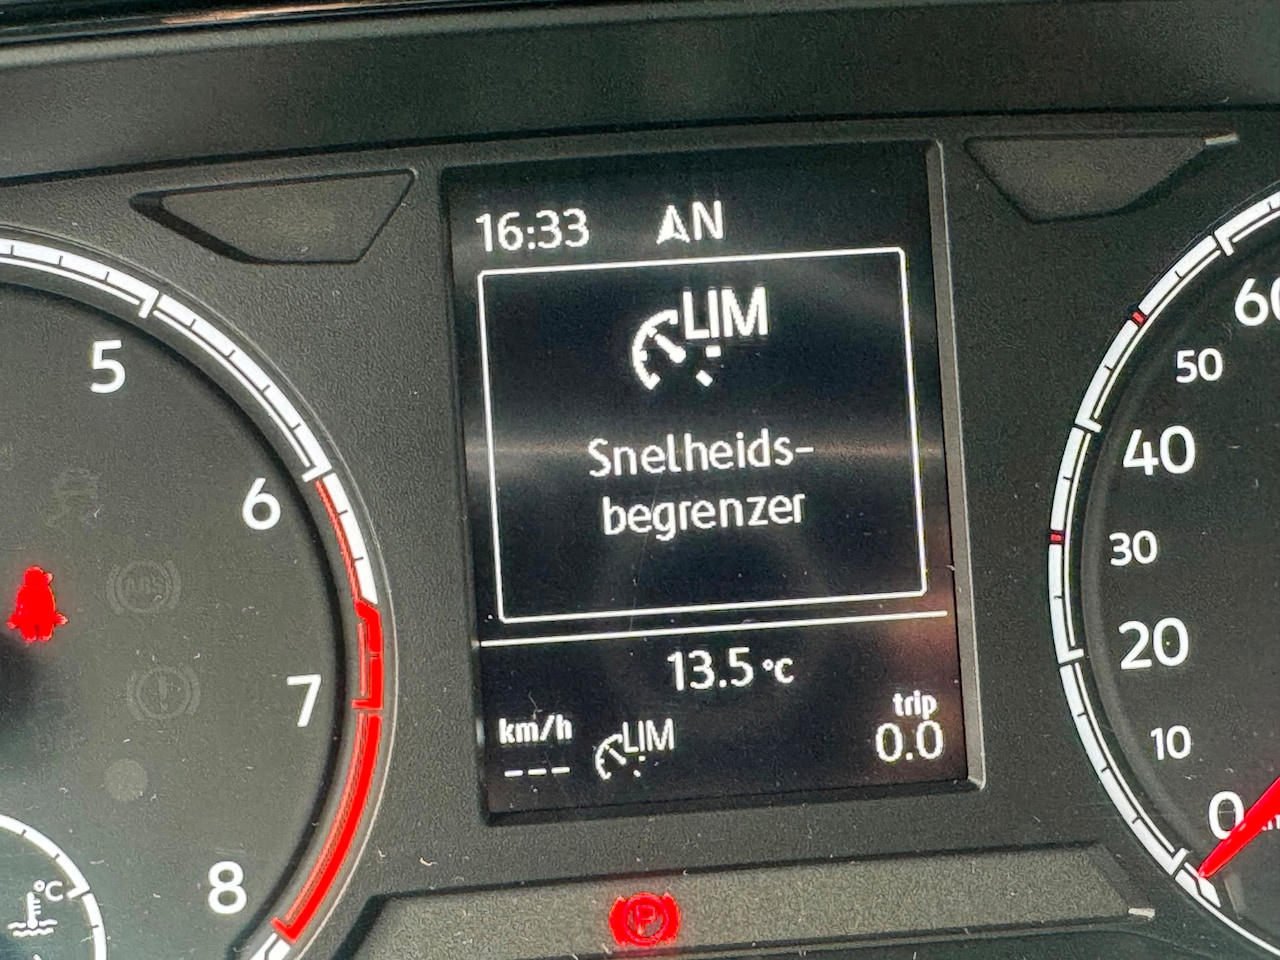 16:33 N
LIM
Snelheids-
begrenzer
13.5 °C
km/h
---
LIM
trip
0.0
5
6
7
8
°C
60
50
40
30
20
10
0
ABS
P